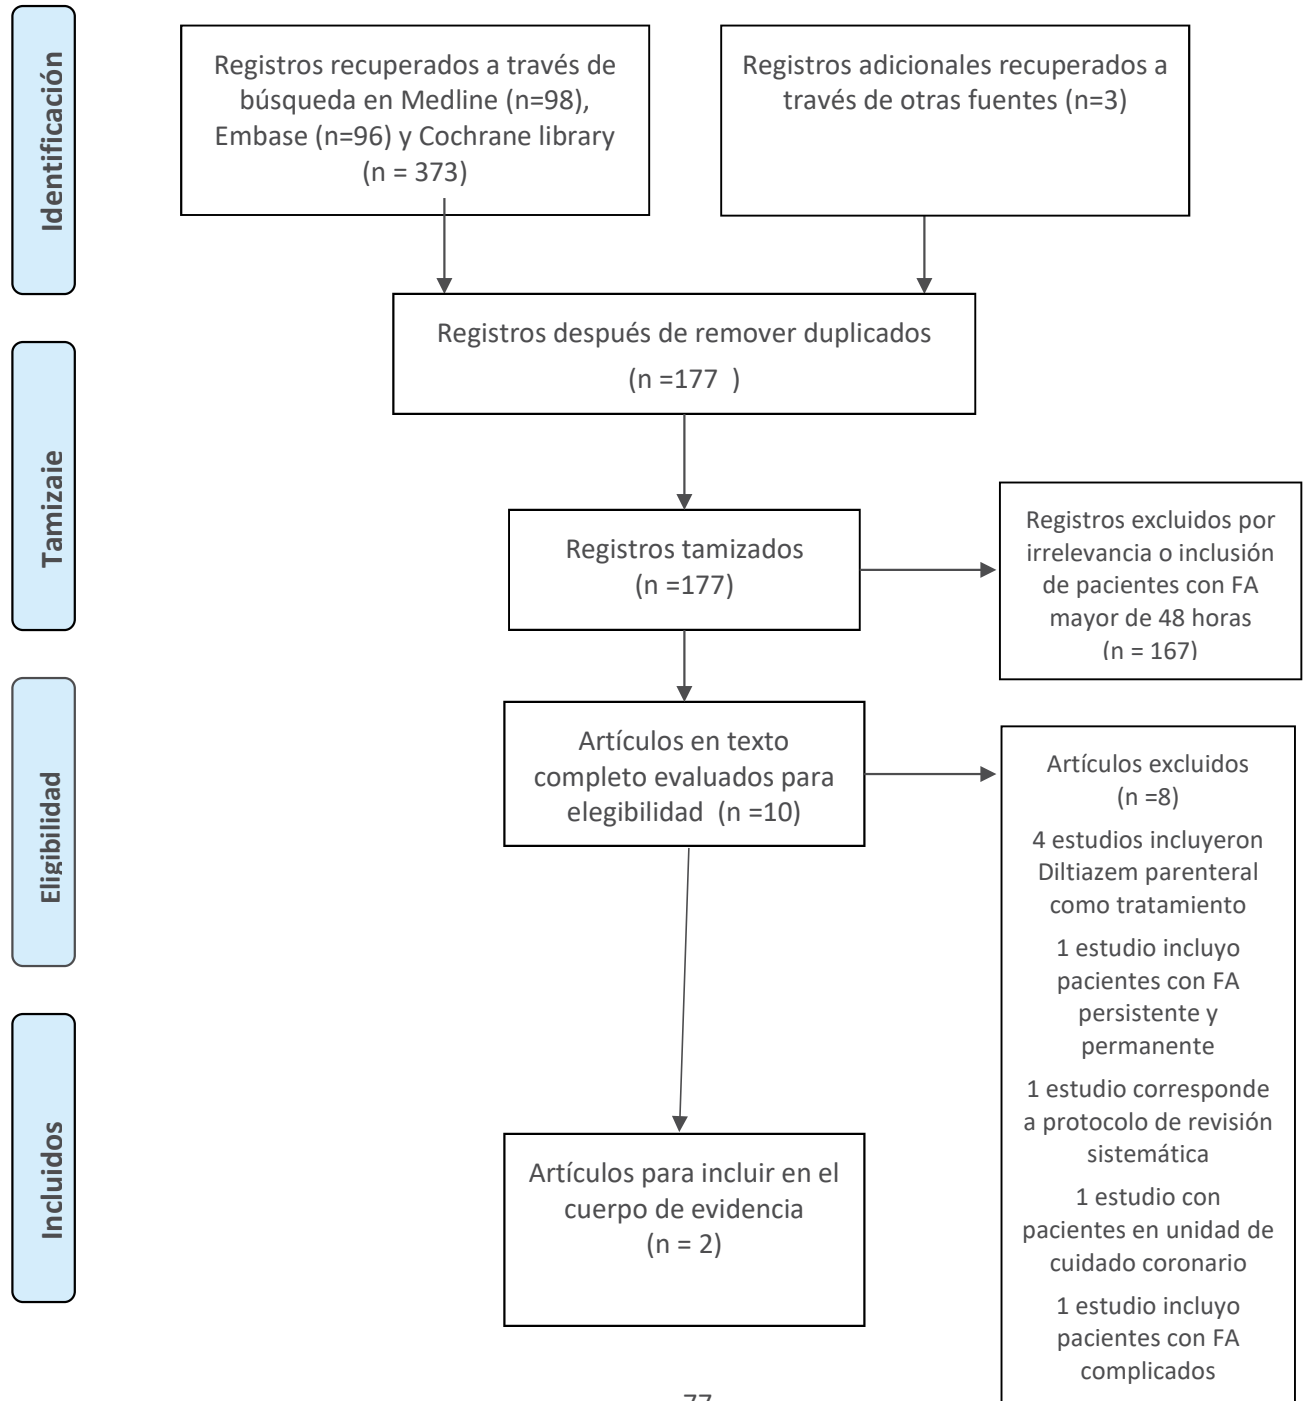 Identificación
Registros recuperados a través de
búsqueda en Medline (n=98),
Embase (n=96) y Cochrane library
(n = 373)
Registros adicionales recuperados a
través de otras fuentes (n=3)
Registros después de remover duplicados
(n =177  )
Tamizaie
Registros tamizados
(n =177)
Registros excluidos por
irrelevancia o inclusión
de pacientes con FA
mayor de 48 horas
(n = 167)
Eligibilidad
Artículos en texto
completo evaluados para
elegibilidad  (n =10)
Artículos excluidos
(n =8)
4 estudios incluyeron
Diltiazem parenteral
como tratamiento
1 estudio incluyo
pacientes con FA
persistente y
permanente
1 estudio corresponde
a protocolo de revisión
sistemática
1 estudio con
pacientes en unidad de
cuidado coronario
1 estudio incluyo
pacientes con FA
complicados
Incluidos
Artículos para incluir en el
cuerpo de evidencia
(n = 2)
77